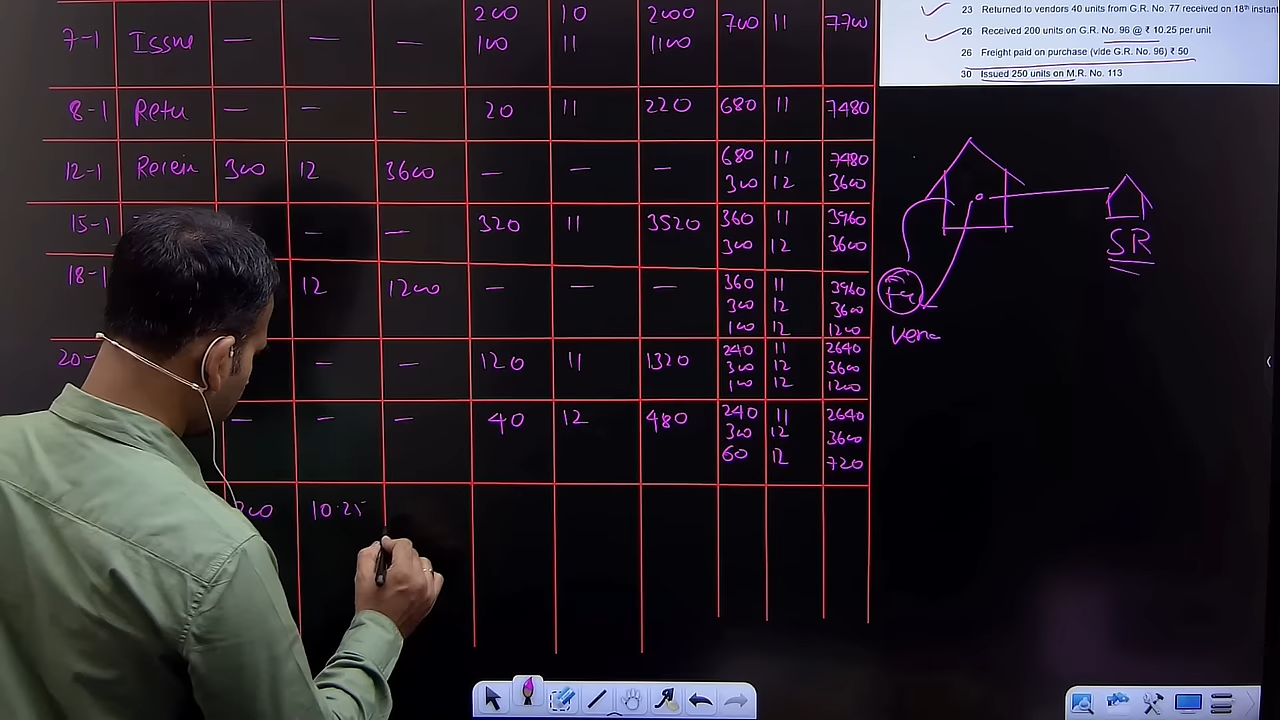 23 Returned to vendors 40 units from G.R. No. 77 received on 18th instant
26 Received 200 units on G.R. No. 96 @ ₹ 10.25 per unit
26 Freight paid on purchase (vide G.R. No. 96) ₹ 50
30 Issued 250 units on M.R. No. 113
200 10 2000 700 11 7700
7-1 Issue — — — 100 11 1100
8-1 Retu — — — 20 11 220 680 11 7480
680 11 7480
12-1 Recein 300 12 3600 — — — 300 12 3600
15-1 — 320 11 3520 360 11 3960
300 12 3600
18-1 12 1200 — — — 360 11 3960
300 12 3600
100 12 1200
20- — — 120 11 1320 240 11 2640
300 12 3600
100 12 1200
— — — 40 12 480 240 11 2640
300 12 3600
60 12 720
200 10.25
SR